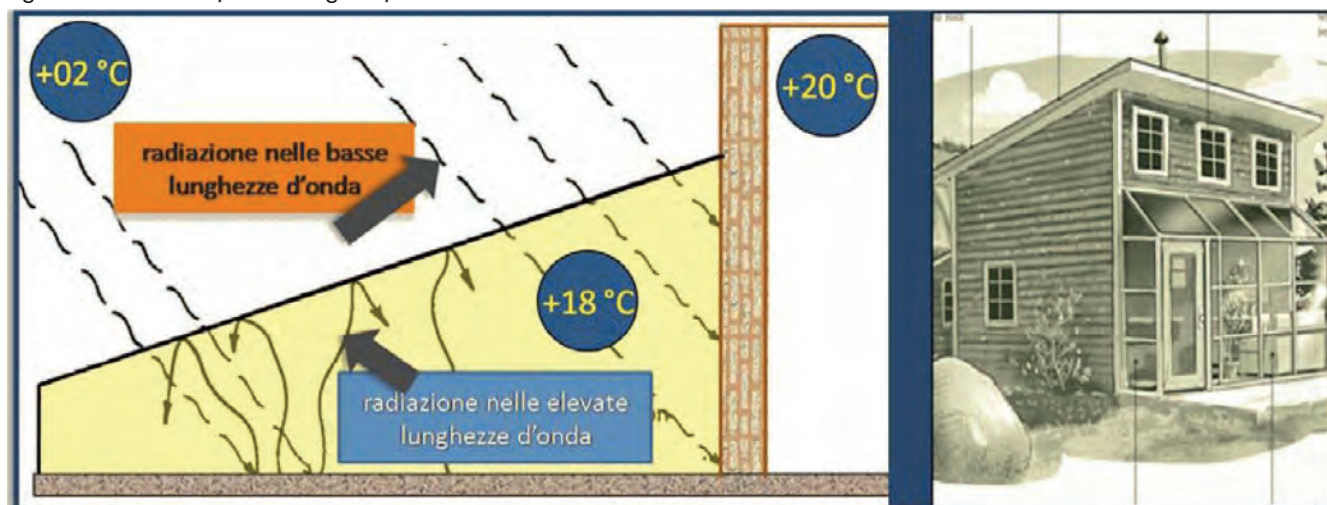 +02 °C
radiazione nelle basse
lunghezze d'onda
+20 °C
+18 °C
radiazione nelle elevate
lunghezze d'onda